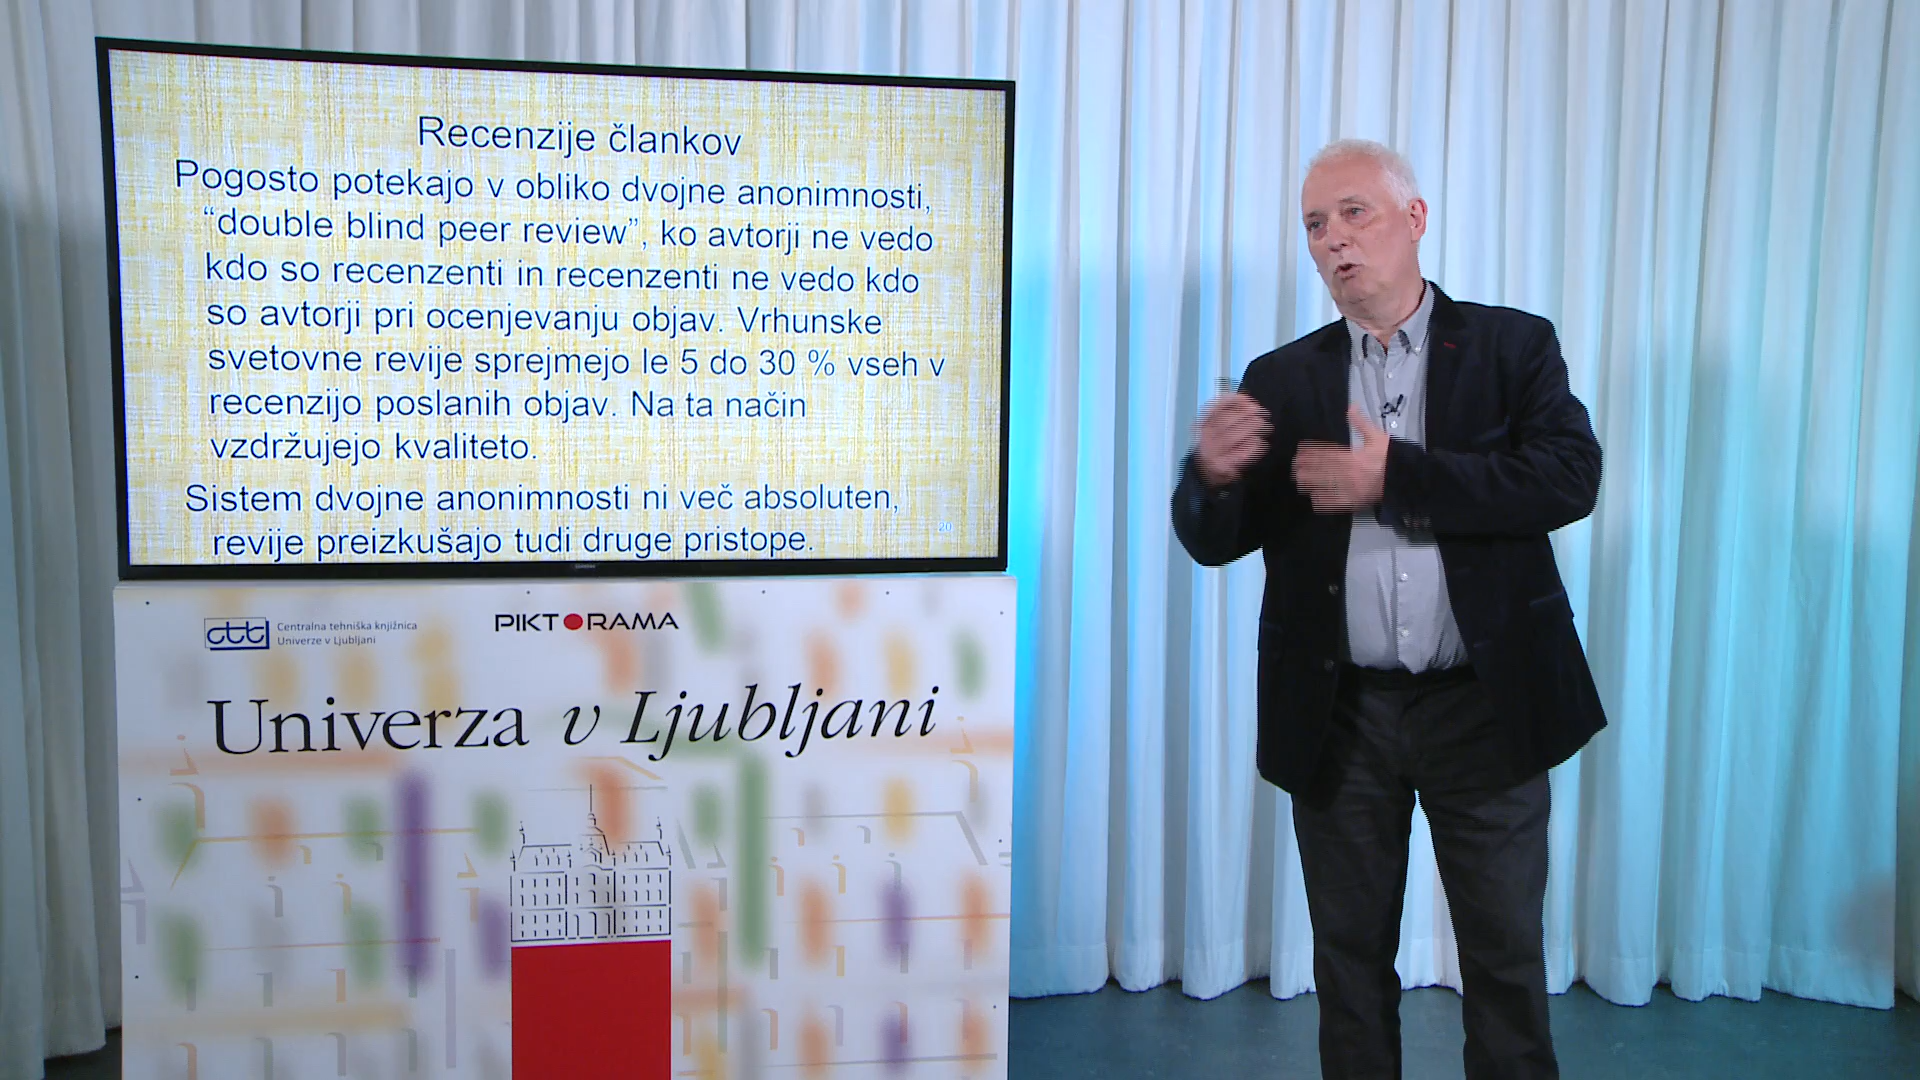 Recenzije člankov
Pogosto potekajo v obliko dvojne anonimnosti,
“double blind peer review”, ko avtorji ne vedo
kdo so recenzenti in recenzenti ne vedo kdo
so avtorji pri ocenjevanju objav. Vrhunske
svetovne revije sprejmejo le 5 do 30 % vseh v
recenzijo poslanih objav. Na ta način
vzdržujejo kvaliteto.
Sistem dvojne anonimnosti ni več absoluten,
revije preizkušajo tudi druge pristope.
20
ctk
Centralna tehniška knjižnica
Univerze v Ljubljani
PIKTORAMA
Univerza v Ljubljani